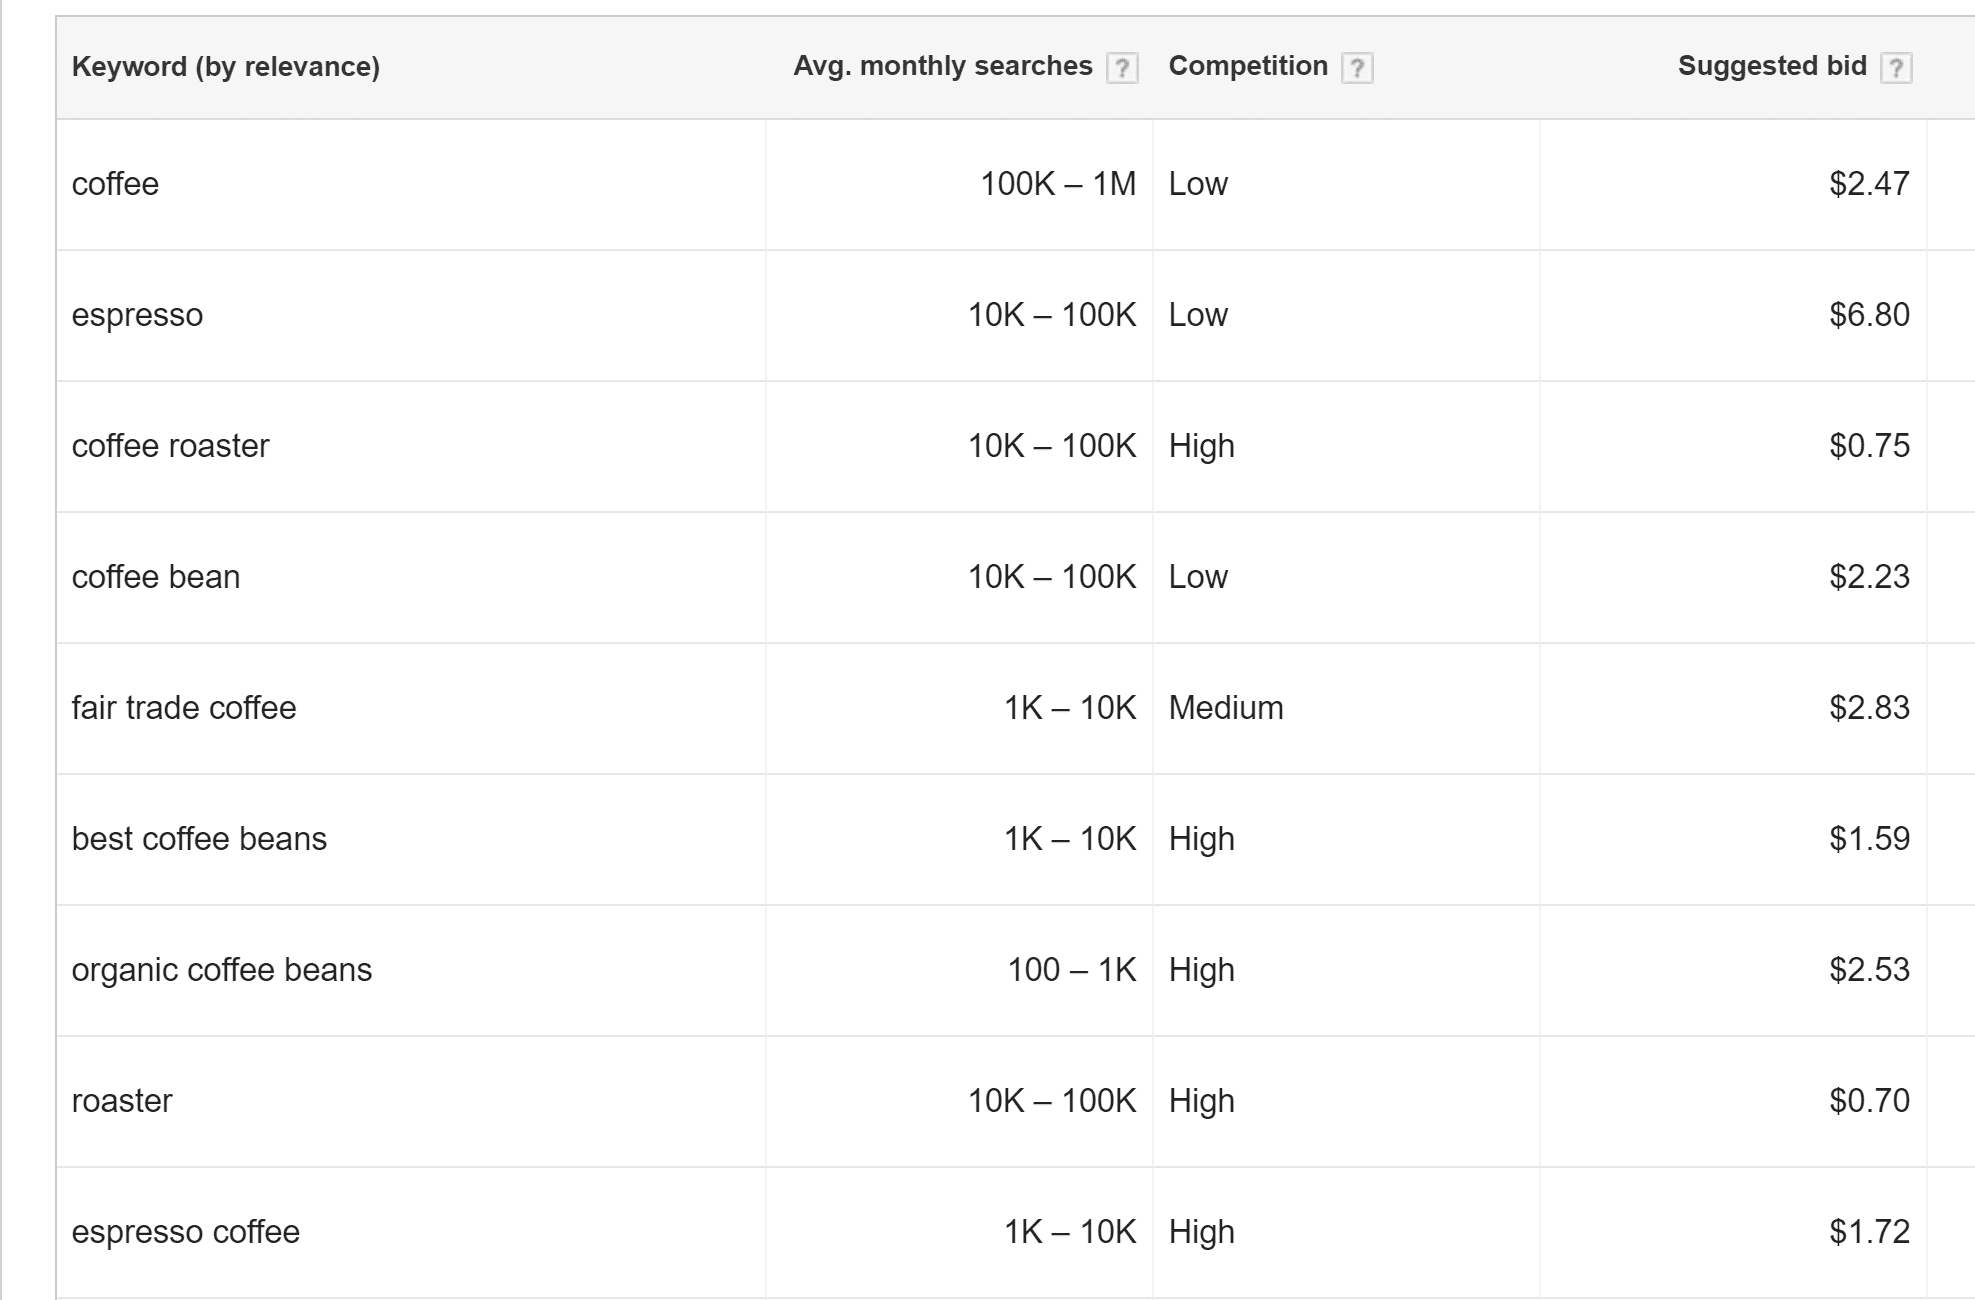 Keyword (by relevance) Avg. monthly searches ? Competition ? Suggested bid ?
coffee 100K – 1M Low $2.47
espresso 10K – 100K Low $6.80
coffee roaster 10K – 100K High $0.75
coffee bean 10K – 100K Low $2.23
fair trade coffee 1K – 10K Medium $2.83
best coffee beans 1K – 10K High $1.59
organic coffee beans 100 – 1K High $2.53
roaster 10K – 100K High $0.70
espresso coffee 1K – 10K High $1.72